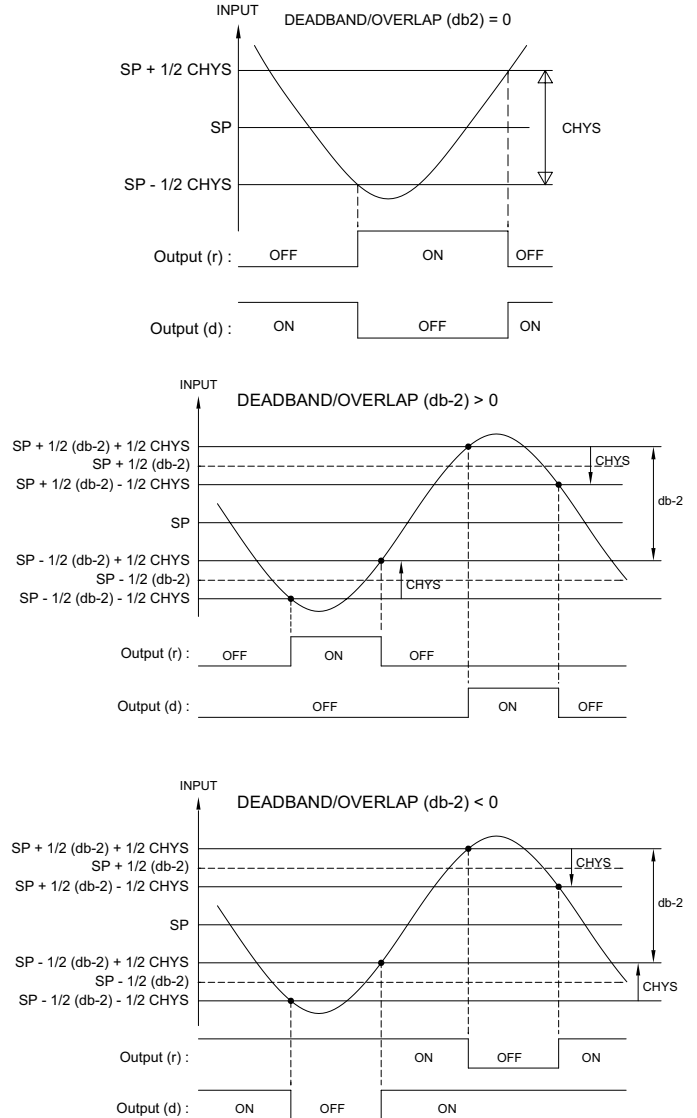 INPUT
DEADBAND/OVERLAP (db2) = 0
SP + 1/2 CHYS
SP
CHYS
SP - 1/2 CHYS
Output (r) : OFF ON OFF
Output (d) : ON OFF ON
INPUT
DEADBAND/OVERLAP (db-2) > 0
SP + 1/2 (db-2) + 1/2 CHYS
SP + 1/2 (db-2)
CHYS
SP + 1/2 (db-2) - 1/2 CHYS
db-2
SP
SP - 1/2 (db-2) + 1/2 CHYS
SP - 1/2 (db-2)
CHYS
SP - 1/2 (db-2) - 1/2 CHYS
Output (r) : OFF ON OFF
Output (d) : OFF ON OFF
INPUT
DEADBAND/OVERLAP (db-2) < 0
SP + 1/2 (db-2) + 1/2 CHYS
SP + 1/2 (db-2)
CHYS
SP + 1/2 (db-2) - 1/2 CHYS
db-2
SP
SP - 1/2 (db-2) + 1/2 CHYS
SP - 1/2 (db-2)
CHYS
SP - 1/2 (db-2) - 1/2 CHYS
Output (r) : ON OFF ON
Output (d) : ON OFF ON